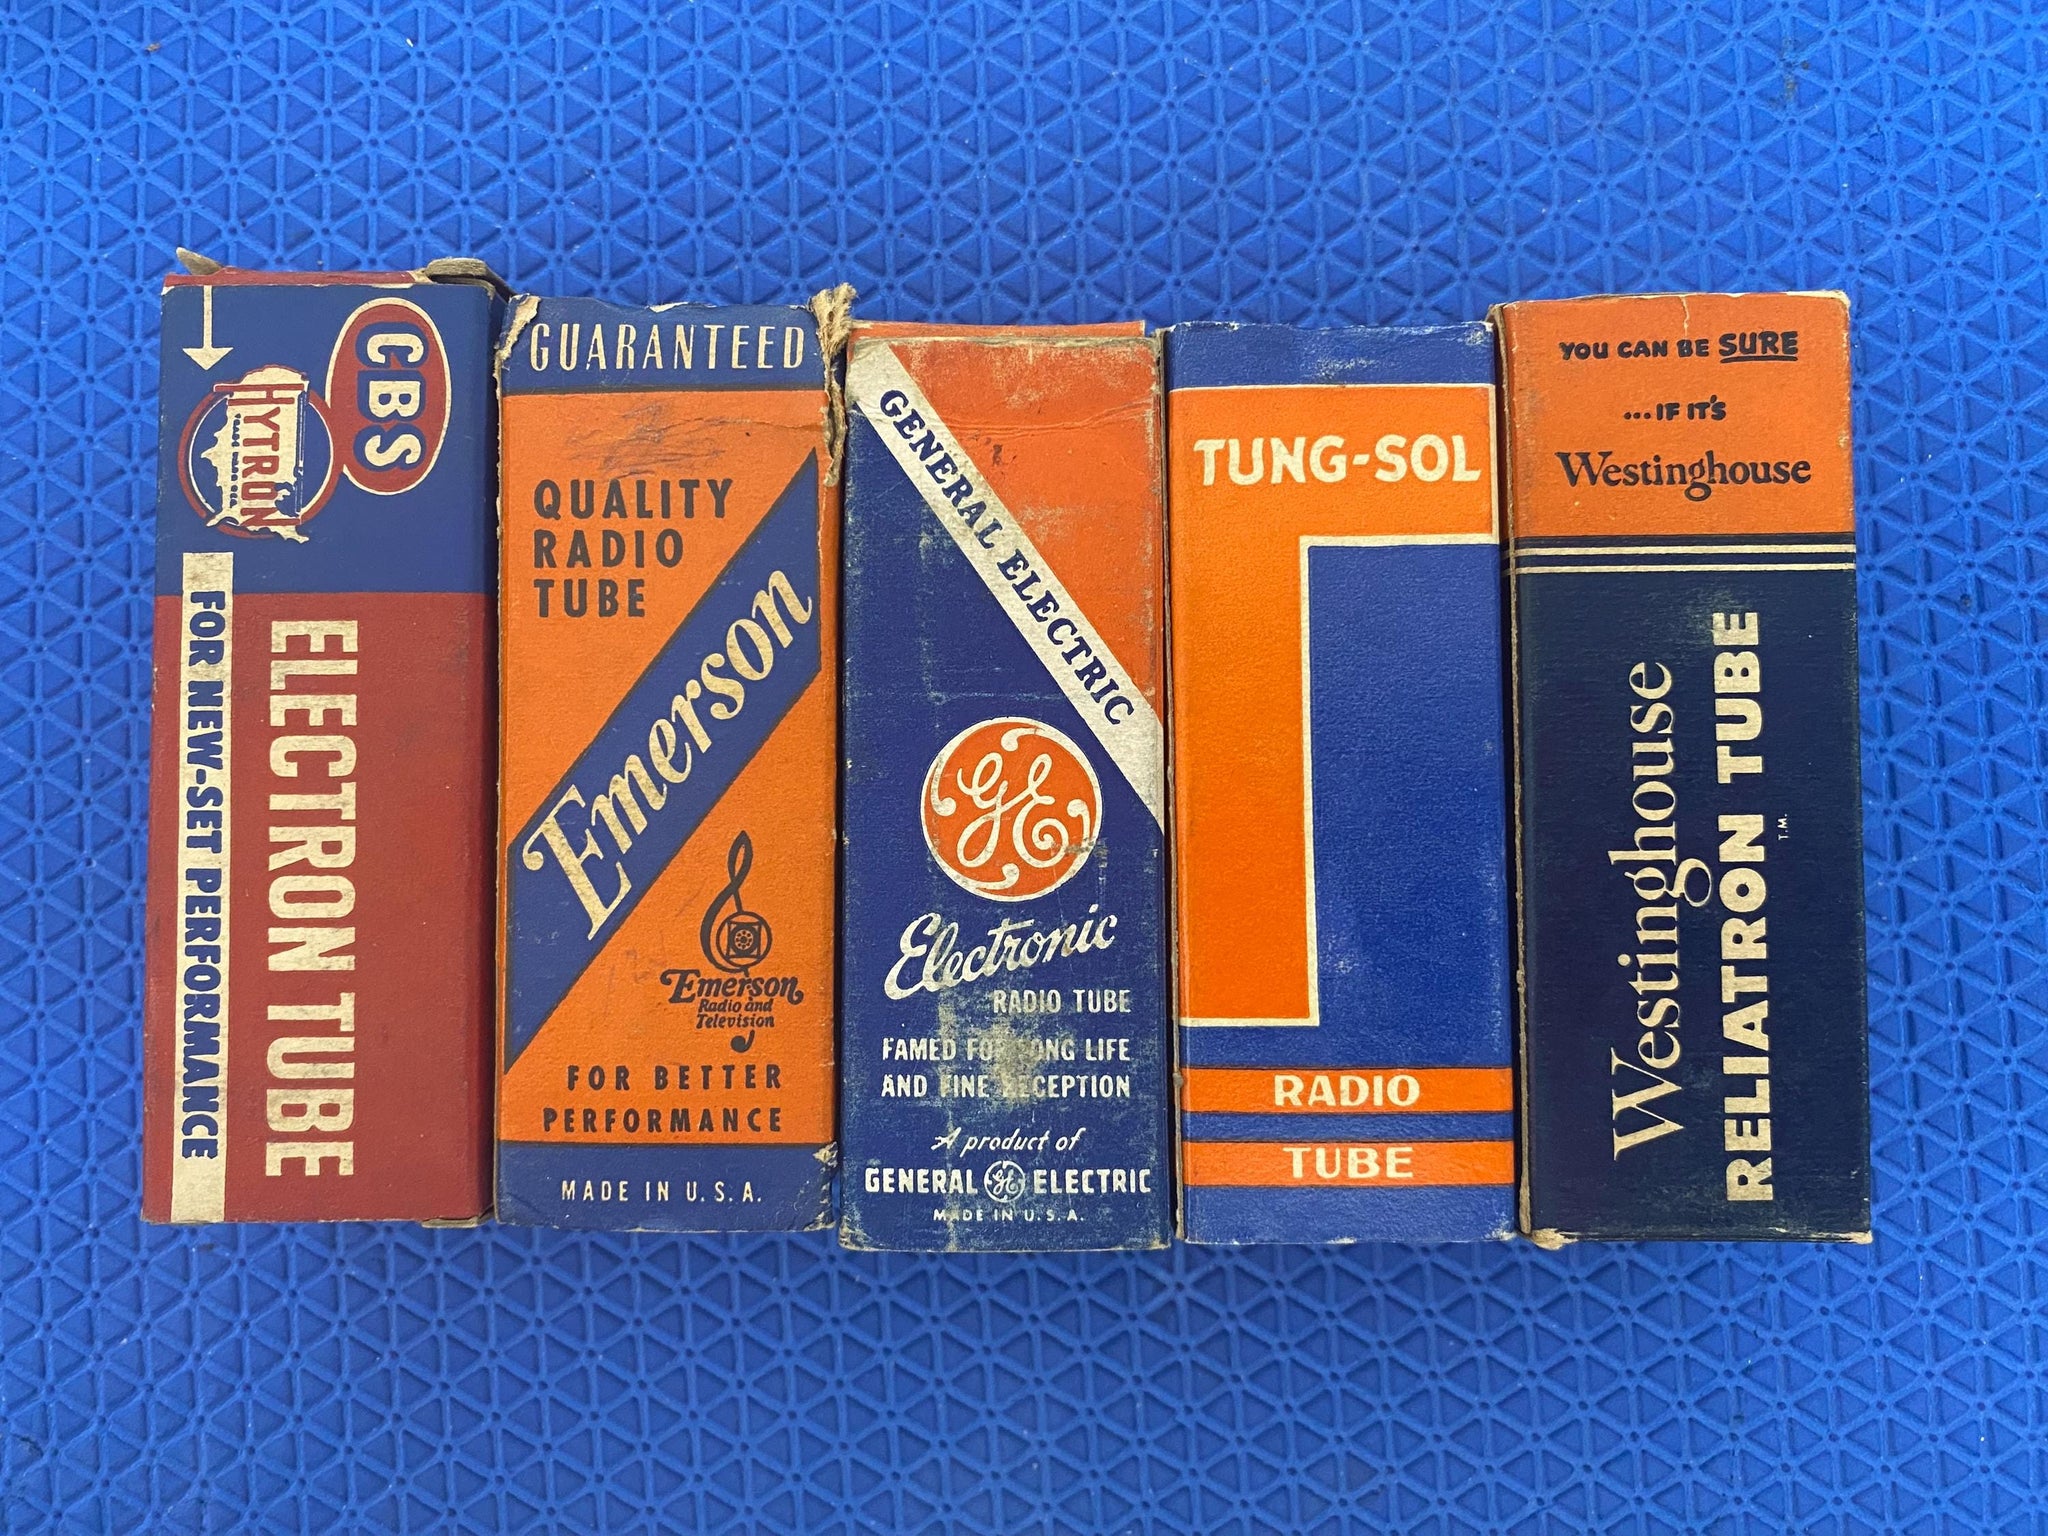 CBS
HYTRON
FOR NEW-SET PERFORMANCE
ELECTRON TUBE
GUARANTEED
QUALITY
RADIO
TUBE
Emerson
Emerson
Radio and
Television
FOR BETTER
PERFORMANCE
MADE IN U.S.A.
GENERAL ELECTRIC
GE
Electronic
RADIO TUBE
FAMED FOR LONG LIFE
AND FINE RECEPTION
A product of
GENERAL GE ELECTRIC
MADE IN U.S.A.
TUNG-SOL
RADIO
TUBE
YOU CAN BE SURE
...IF IT'S
Westinghouse
Westinghouse
RELIATRON TUBE
T.M.